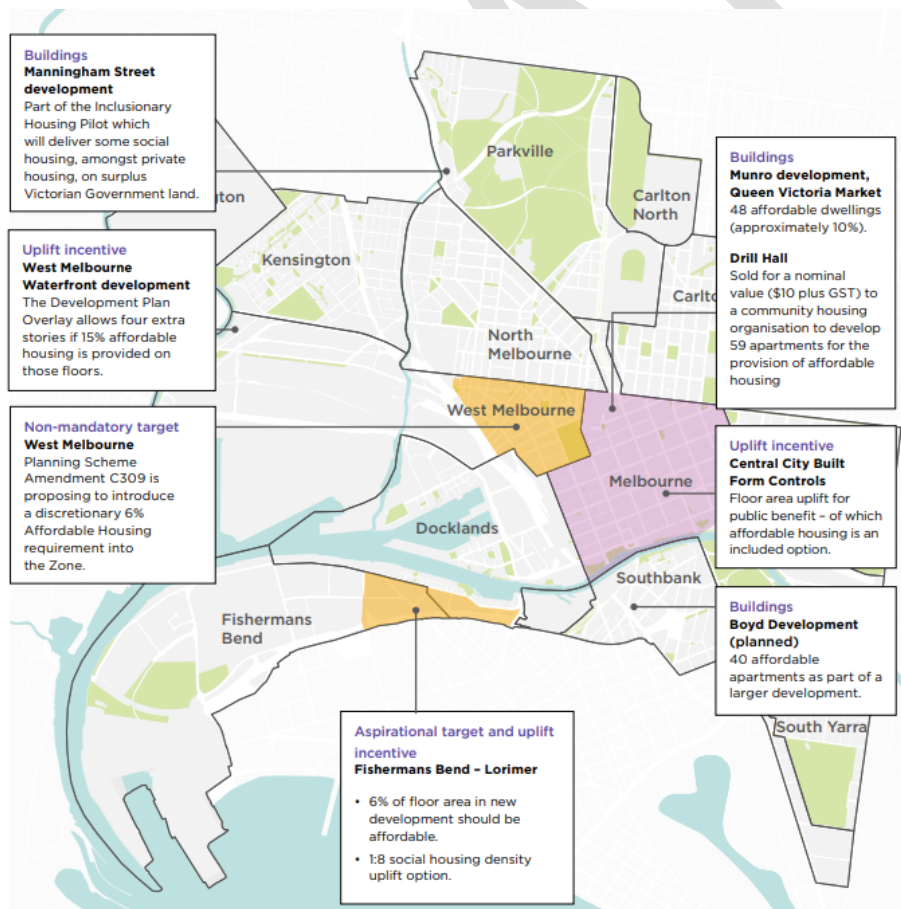 Buildings
Manningham Street
development
Part of the Inclusionary
Housing Pilot which
will deliver some social
housing, amongst private
housing, on surplus
Victorian Government land.
Uplift incentive
West Melbourne
Waterfront development
The Development Plan
Overlay allows four extra
stories if 15% affordable
housing is provided on
those floors.
Non-mandatory target
West Melbourne
Planning Scheme
Amendment C309 is
proposing to introduce
a discretionary 6%
Affordable Housing
requirement into
the Zone.
gton
Kensington
Parkville
Carlton
North
Carlt
North
Melbourne
West Melbourne
Melbourne
Docklands
Southbank
Fishermans
Bend
South Yarra
Buildings
Munro development,
Queen Victoria Market
48 affordable dwellings
(approximately 10%).
Drill Hall
Sold for a nominal
value ($10 plus GST) to
a community housing
organisation to develop
59 apartments for the
provision of affordable
housing
Uplift incentive
Central City Built
Form Controls
Floor area uplift for
public benefit – of which
affordable housing is an
included option.
Buildings
Boyd Development
(planned)
40 affordable
apartments as part of a
larger development.
Aspirational target and uplift
incentive
Fishermans Bend – Lorimer
• 6% of floor area in new
development should be
affordable.
• 1:8 social housing density
uplift option.